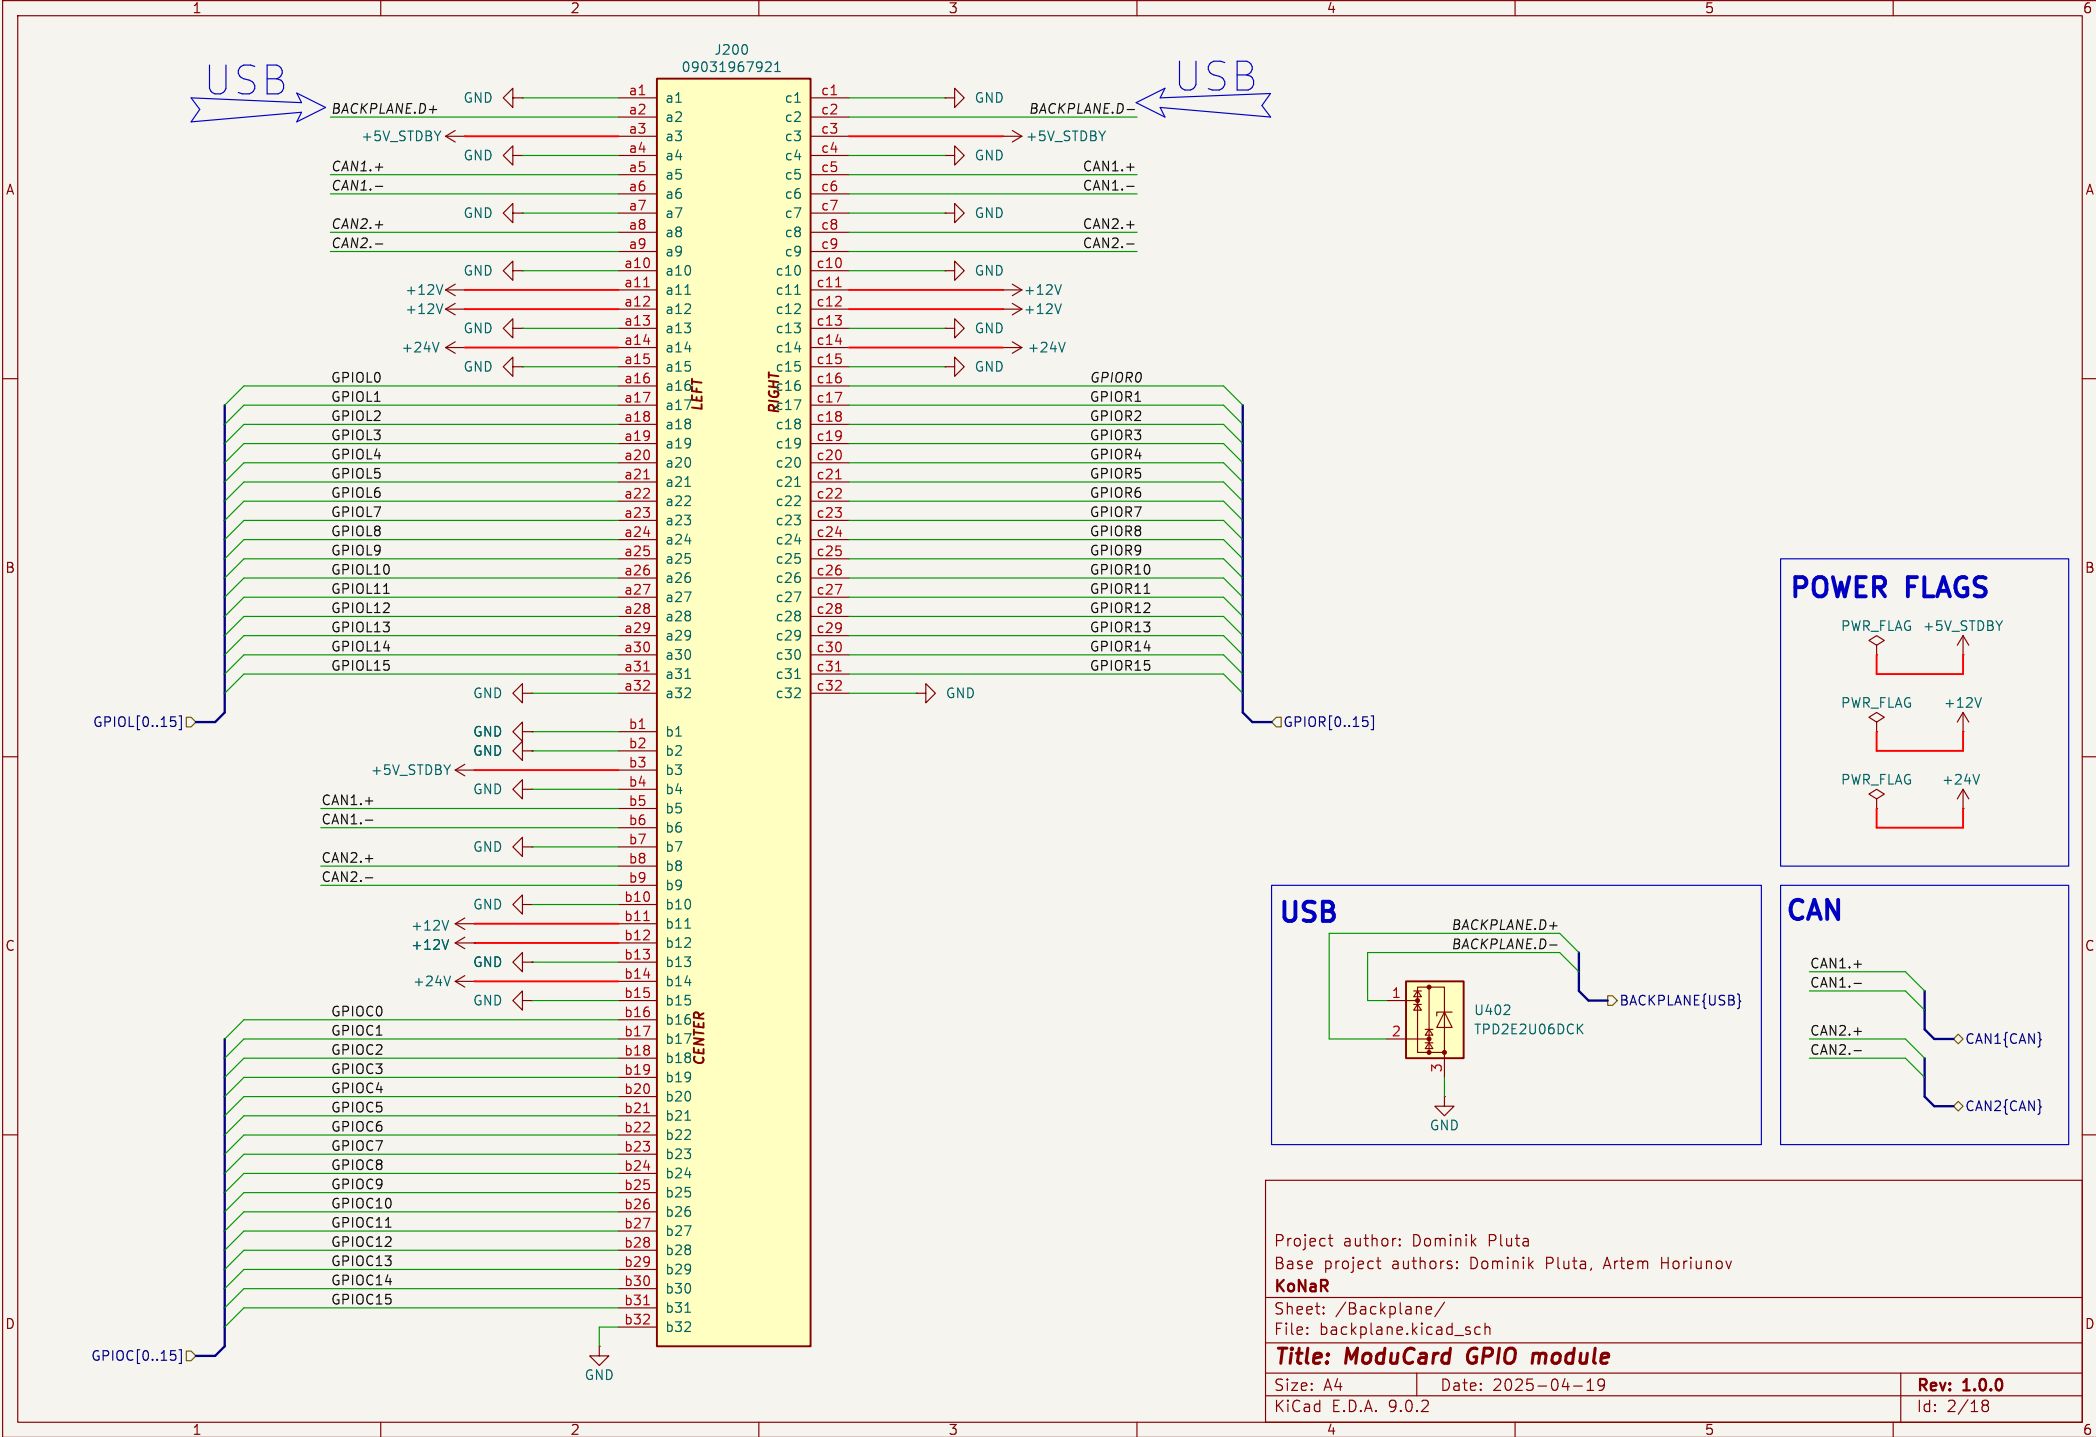 1 2 3 4 5 6
J200
09031967921
USB
USB
GND a1 a1 c1 c1 GND
BACKPLANE.D+ a2 a2 c2 c2 BACKPLANE.D-
+5V_STDBY a3 a3 c3 c3 +5V_STDBY
GND a4 a4 c4 c4 GND
CAN1.+ a5 a5 c5 c5 CAN1.+
A CAN1.- a6 a6 c6 c6 CAN1.- A
GND a7 a7 c7 c7 GND
CAN2.+ a8 a8 c8 c8 CAN2.+
CAN2.- a9 a9 c9 c9 CAN2.-
GND a10 a10 c10 c10 GND
+12V a11 a11 c11 c11 +12V
+12V a12 a12 c12 c12 +12V
GND a13 a13 c13 c13 GND
+24V a14 a14 c14 c14 +24V
GND a15 a15 c15 c15 GND
GPIOL0 a16 a16 c16 c16 GPIOR0
LEFT RIGHT
GPIOL1 a17 a17 c17 c17 GPIOR1
GPIOL2 a18 a18 c18 c18 GPIOR2
GPIOL3 a19 a19 c19 c19 GPIOR3
GPIOL4 a20 a20 c20 c20 GPIOR4
GPIOL5 a21 a21 c21 c21 GPIOR5
GPIOL6 a22 a22 c22 c22 GPIOR6
GPIOL7 a23 a23 c23 c23 GPIOR7
GPIOL8 a24 a24 c24 c24 GPIOR8
GPIOL9 a25 a25 c25 c25 GPIOR9
B GPIOL10 a26 a26 c26 c26 GPIOR10 B
GPIOL11 a27 a27 c27 c27 GPIOR11
GPIOL12 a28 a28 c28 c28 GPIOR12
GPIOL13 a29 a29 c29 c29 GPIOR13
GPIOL14 a30 a30 c30 c30 GPIOR14
GPIOL15 a31 a31 c31 c31 GPIOR15
GND a32 a32 c32 c32 GND
GPIOL[0..15] GPIOR[0..15]
GND b1 b1
GND b2 b2
+5V_STDBY b3 b3
GND b4 b4
CAN1.+ b5 b5
CAN1.- b6 b6
GND b7 b7
CAN2.+ b8 b8
CAN2.- b9 b9
GND b10 b10
+12V b11 b11
C +12V b12 b12 C
GND b13 b13
+24V b14 b14
GND b15 b15
GPIOC0 b16 b16
CENTER
GPIOC1 b17 b17
GPIOC2 b18 b18
GPIOC3 b19 b19
GPIOC4 b20 b20
GPIOC5 b21 b21
GPIOC6 b22 b22
GPIOC7 b23 b23
GPIOC8 b24 b24
GPIOC9 b25 b25
GPIOC10 b26 b26
GPIOC11 b27 b27
GPIOC12 b28 b28
GPIOC13 b29 b29
GPIOC14 b30 b30
GPIOC15 b31 b31
D b32 b32 D
GPIOC[0..15]
GND
POWER FLAGS
PWR_FLAG +5V_STDBY
PWR_FLAG +12V
PWR_FLAG +24V
USB
BACKPLANE.D+
BACKPLANE.D-
1
BACKPLANE{USB}
U402
TPD2E2U06DCK
2
3
GND
CAN
CAN1.+
CAN1.-
CAN2.+
CAN1{CAN}
CAN2.-
CAN2{CAN}
Project author: Dominik Pluta
Base project authors: Dominik Pluta, Artem Horiunov
KoNaR
Sheet: /Backplane/
File: backplane.kicad_sch
Title: ModuCard GPIO module
Size: A4 Date: 2025-04-19 Rev: 1.0.0
KiCad E.D.A. 9.0.2 Id: 2/18
1 2 3 4 5 6